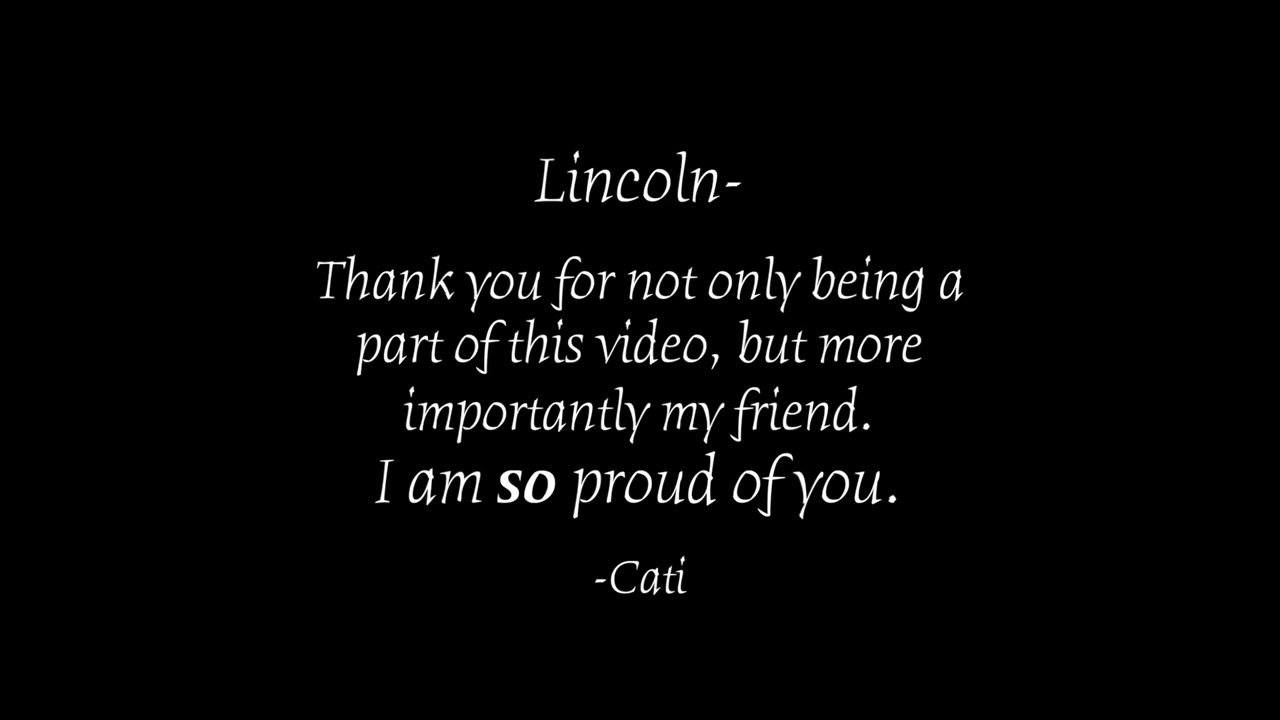 Lincoln-
Thank you for not only being a
part of this video, but more
importantly my friend.
I am so proud of you.
-Cati